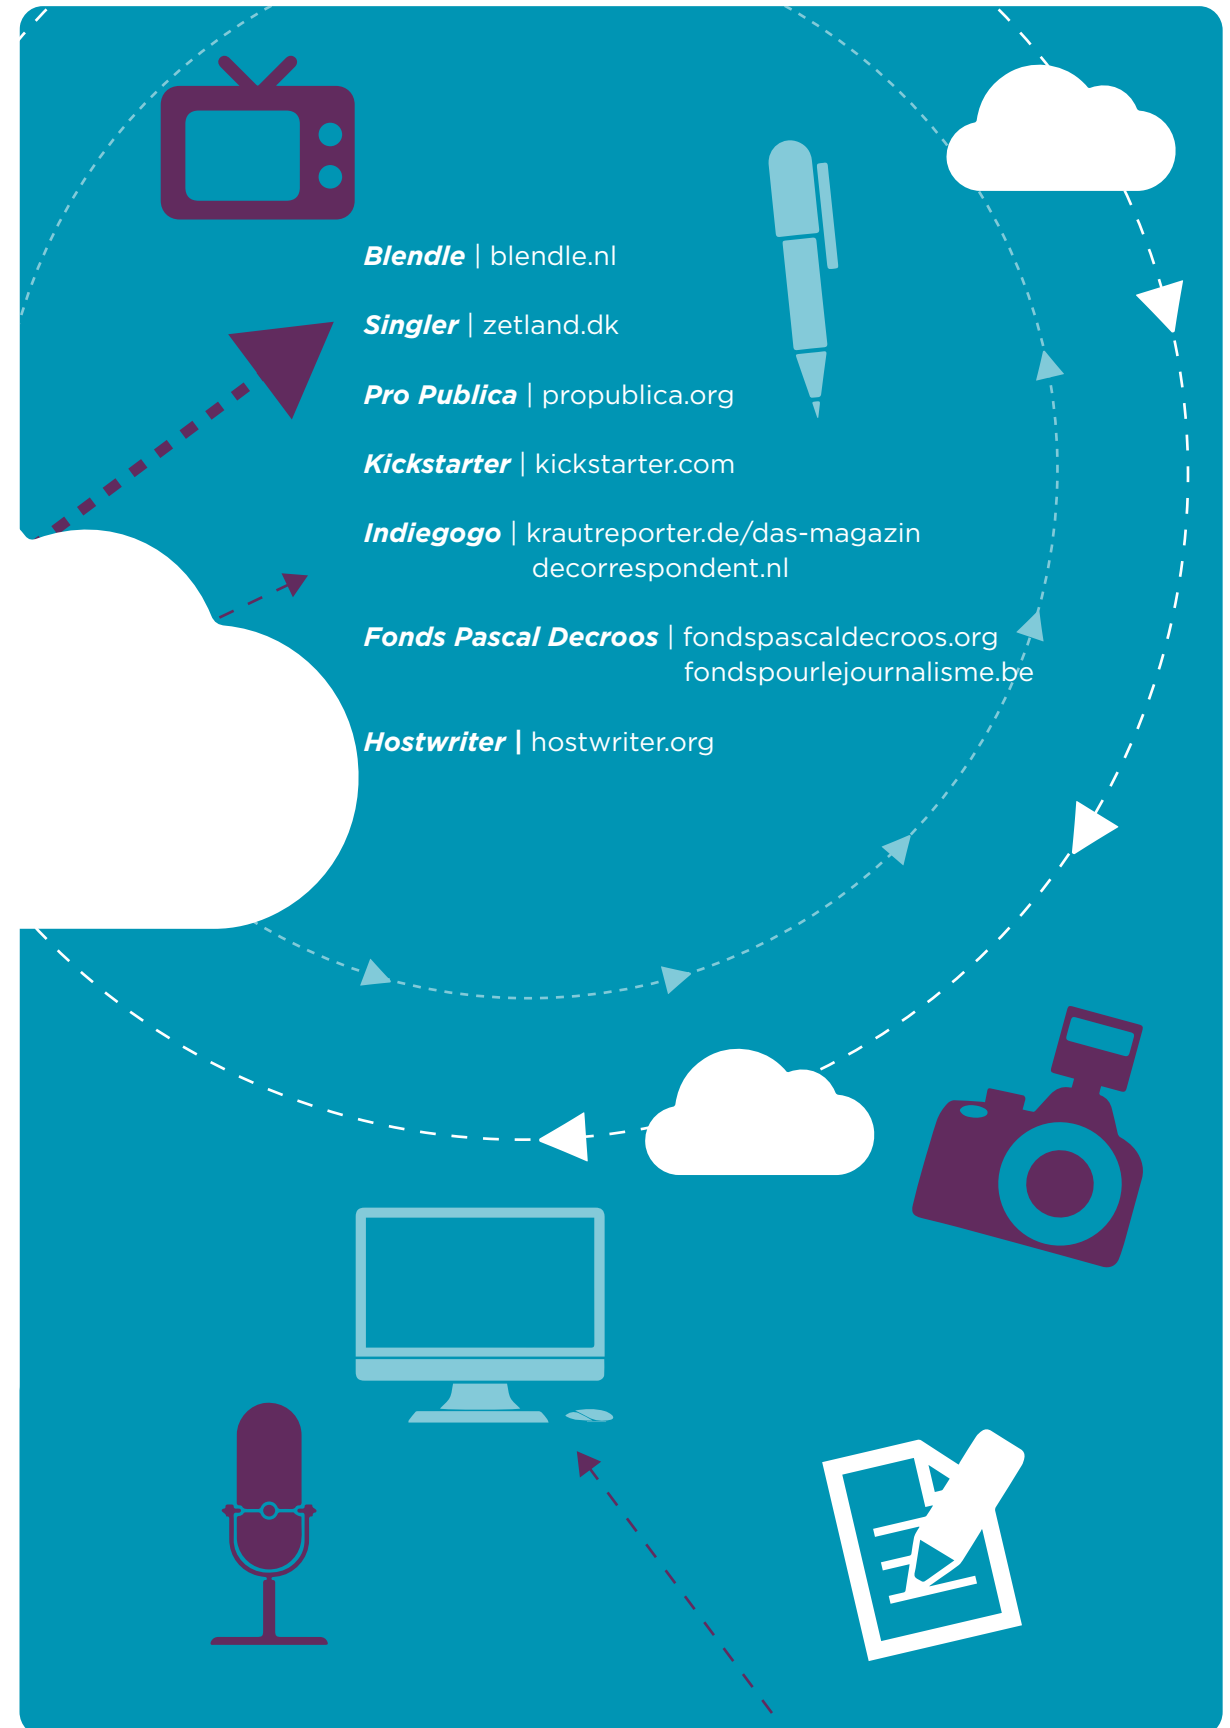 Blendle | blendle.nl
Singler | zetland.dk
Pro Publica | propublica.org
Kickstarter | kickstarter.com
Indiegogo | krautreporter.de/das-magazin
decorrespondent.nl
Fonds Pascal Decroos | fondspascaldecroos.org
fondspourlejournalisme.be
Hostwriter | hostwriter.org